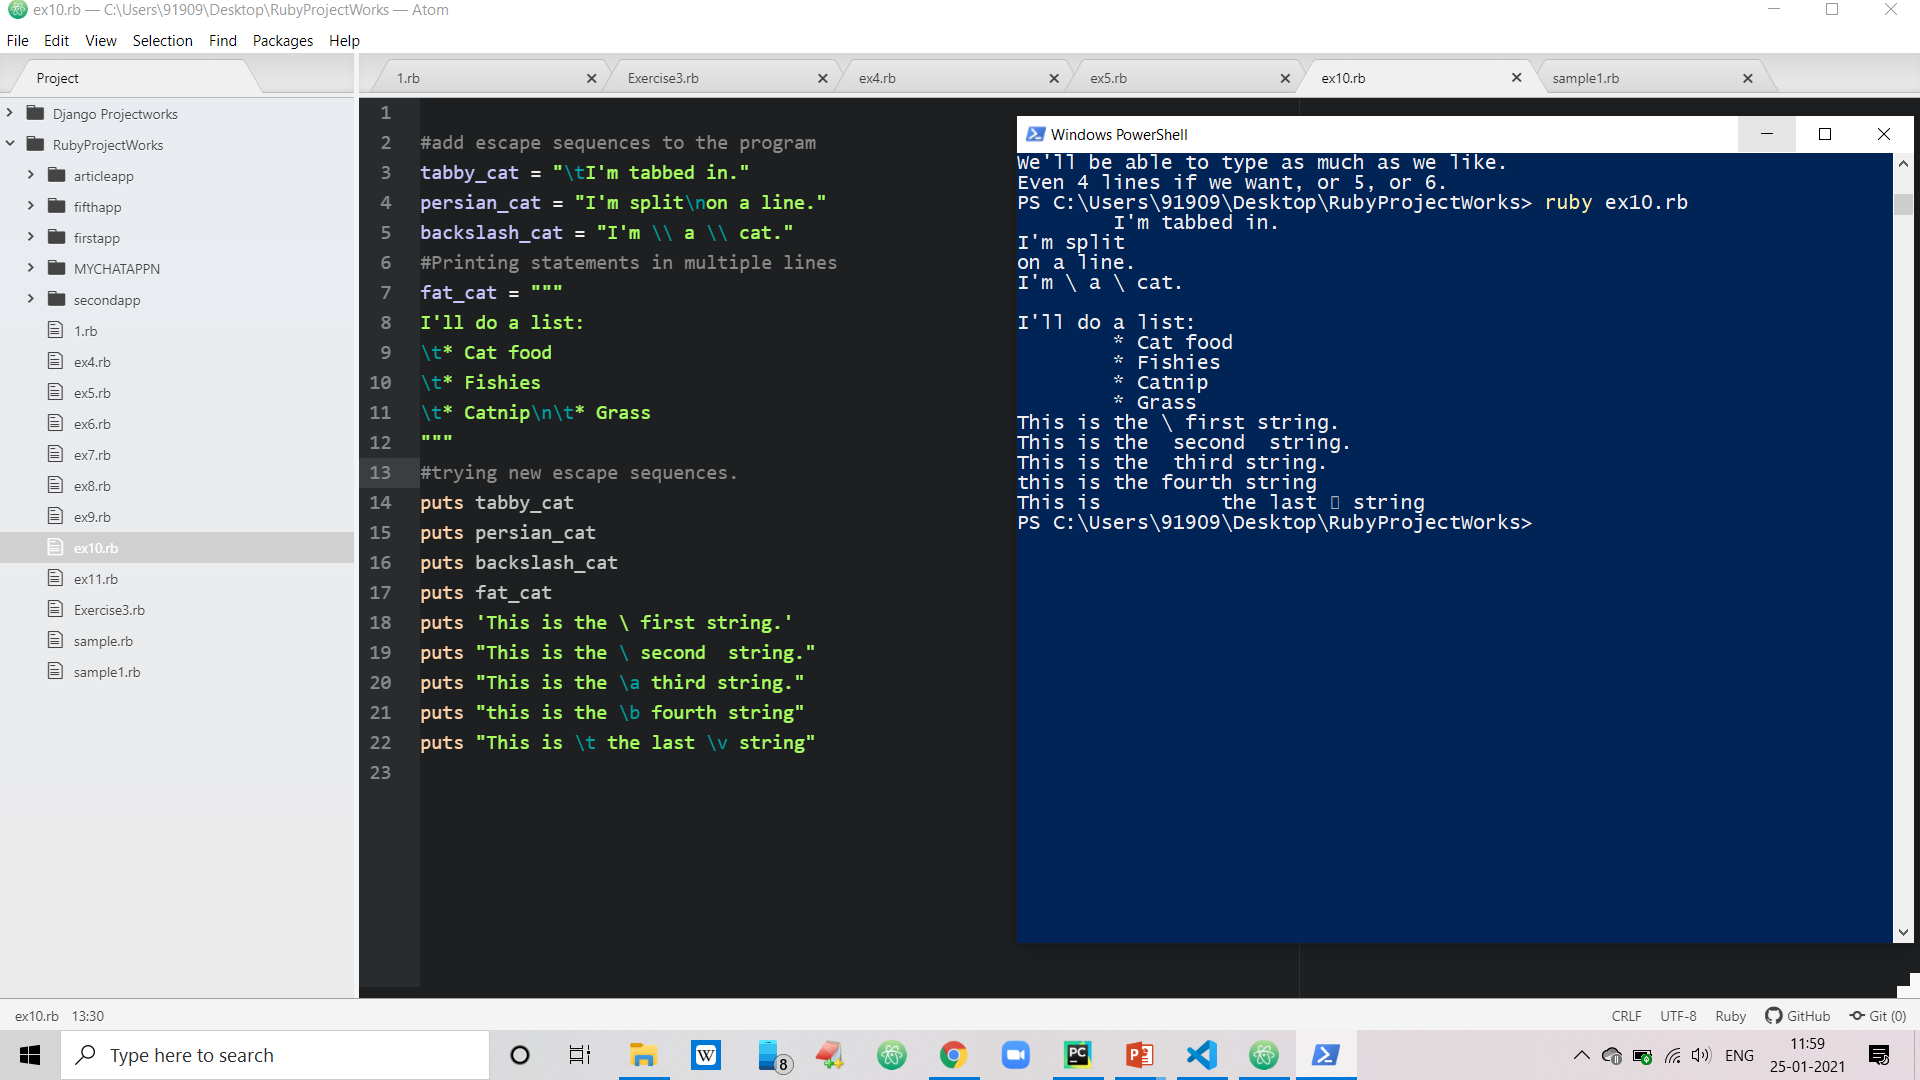 ex10.rb — C:\Users\91909\Desktop\RubyProjectWorks — Atom
File Edit View Selection Find Packages Help
Project
1.rb
Exercise3.rb
ex4.rb
ex5.rb
ex10.rb
sample1.rb
Django Projectworks
RubyProjectWorks
articleapp
fifthapp
firstapp
MYCHATAPPN
secondapp
1.rb
ex4.rb
ex5.rb
ex6.rb
ex7.rb
ex8.rb
ex9.rb
ex10.rb
ex11.rb
Exercise3.rb
sample.rb
sample1.rb
1
2 #add escape sequences to the program
3 tabby_cat = "\tI'm tabbed in."
4 persian_cat = "I'm split\non a line."
5 backslash_cat = "I'm \\ a \\ cat."
6 #Printing statements in multiple lines
7 fat_cat = """
8 I'll do a list:
9 \t* Cat food
10 \t* Fishies
11 \t* Catnip\n\t* Grass
12 """
13 #trying new escape sequences.
14 puts tabby_cat
15 puts persian_cat
16 puts backslash_cat
17 puts fat_cat
18 puts 'This is the \ first string.'
19 puts "This is the \ second  string."
20 puts "This is the \a third string."
21 puts "this is the \b fourth string"
22 puts "This is \t the last \v string"
23
Windows PowerShell
We'll be able to type as much as we like.
Even 4 lines if we want, or 5, or 6.
PS C:\Users\91909\Desktop\RubyProjectWorks> ruby ex10.rb
        I'm tabbed in.
I'm split
on a line.
I'm \ a \ cat.
I'll do a list:
        * Cat food
        * Fishies
        * Catnip
        * Grass
This is the \ first string.
This is the  second  string.
This is the  third string.
this is the fourth string
This is          the last  string
PS C:\Users\91909\Desktop\RubyProjectWorks>
ex10.rb 13:30
CRLF UTF-8 Ruby GitHub Git (0)
Type here to search
W
8
PC
P
ENG
11:59
25-01-2021